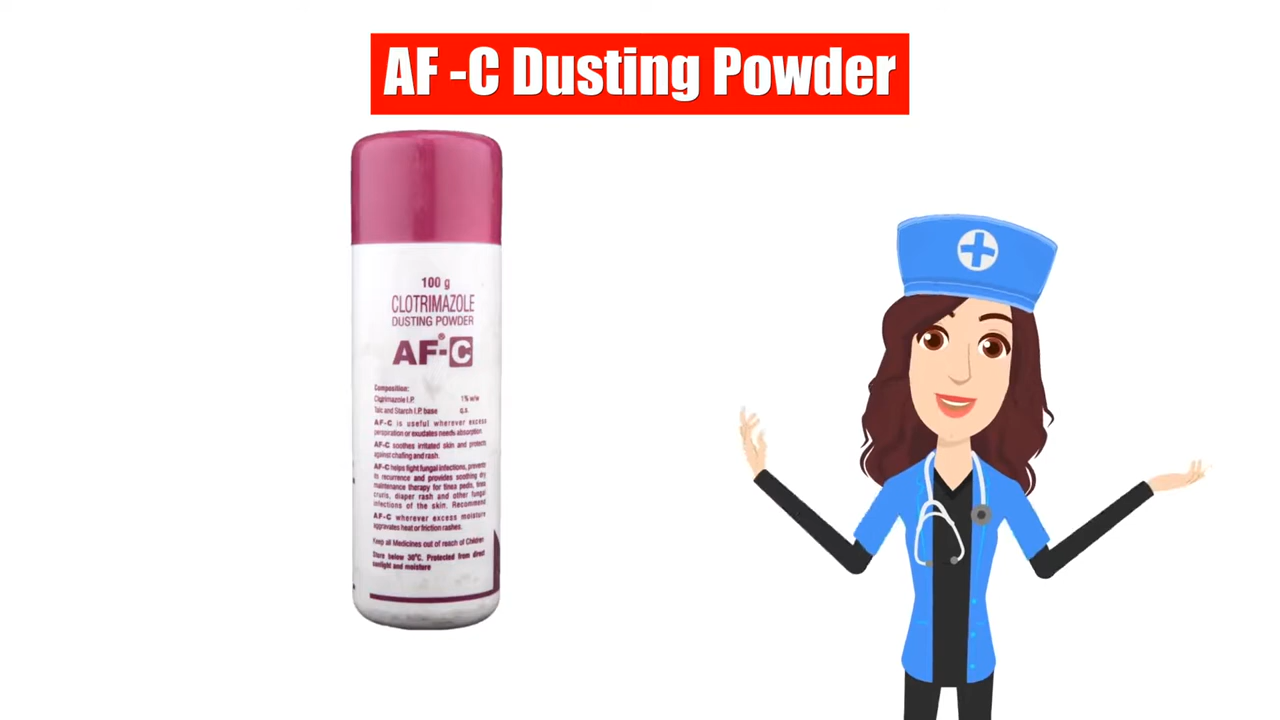 AF -C Dusting Powder
100 g
CLOTRIMAZOLE
DUSTING POWDER
AF®-C
Composition:
Clotrimazole I.P. 1% w/w
Talc and Starch I.P. base q.s.
AF-C is useful wherever excess
perspiration or exudates needs absorption.
AF-C soothes irritated skin and protects
against chafing and rash.
AF-C helps fight fungal infections, prevents
its recurrence and provides soothing dry
maintenance therapy for tinea pedis, tinea
cruris, diaper rash and other fungal
infections of the skin. Recommend
AF-C wherever excess moisture
aggravates heat or friction rashes.
Keep all Medicines out of reach of Children
Store below 30°C. Protected from direct
sunlight and moisture